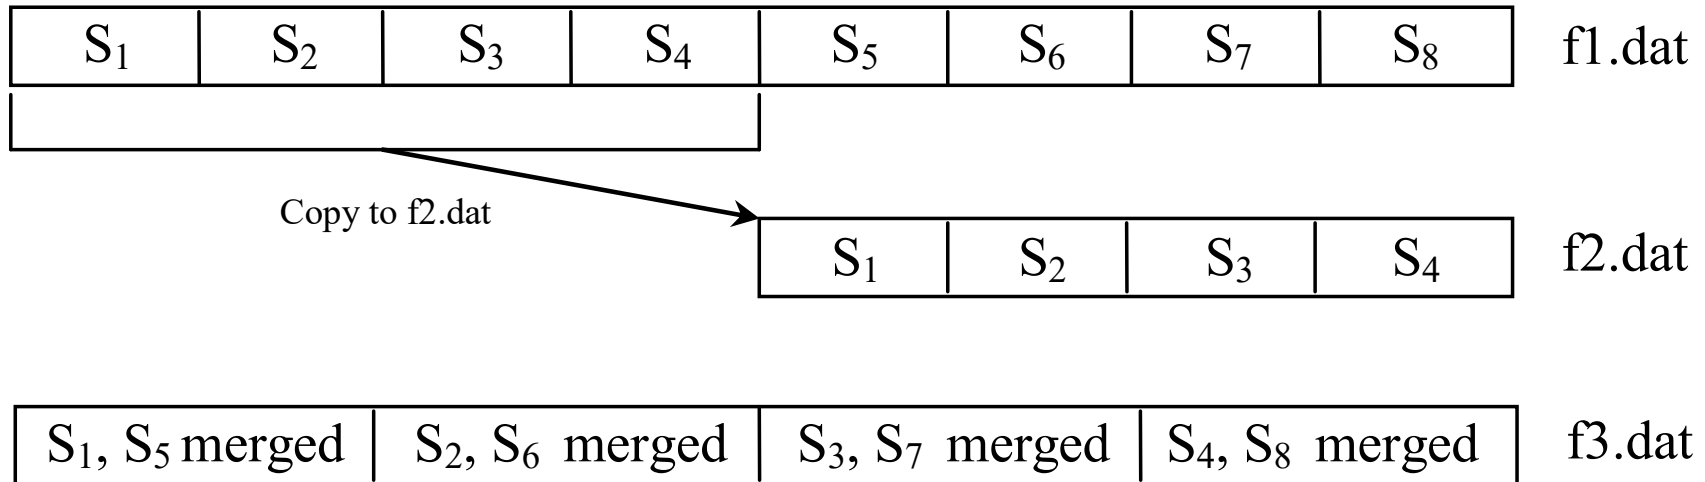 S₁ S₂ S₃ S₄ S₅ S₆ S₇ S₈ f1.dat
Copy to f2.dat
S₁ S₂ S₃ S₄ f2.dat
S₁, S₅ merged S₂, S₆ merged S₃, S₇ merged S₄, S₈ merged f3.dat